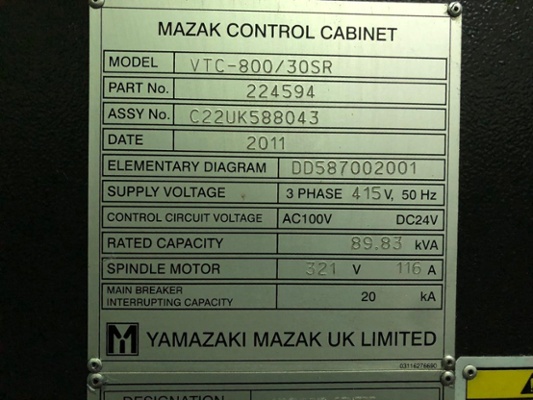 MAZAK CONTROL CABINET
MODEL VTC-800/30SR
PART No. 224594
ASSY No. C22UK588043
DATE 2011
ELEMENTARY DIAGRAM DD587002001
SUPPLY VOLTAGE 3 PHASE 415 V, 50 Hz
CONTROL CIRCUIT VOLTAGE AC100V DC24V
RATED CAPACITY 89.83 kVA
SPINDLE MOTOR 321 V 116 A
MAIN BREAKER
INTERRUPTING CAPACITY 20 kA
YAMAZAKI MAZAK UK LIMITED
DESIGNATION